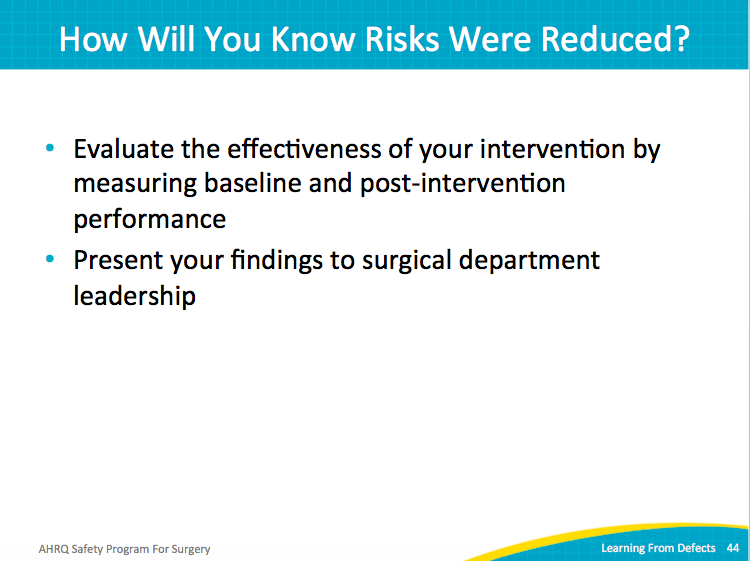 How Will You Know Risks Were Reduced?
• Evaluate the effectiveness of your intervention by
measuring baseline and post-intervention
performance
• Present your findings to surgical department
leadership
AHRQ Safety Program For Surgery
Learning From Defects 44